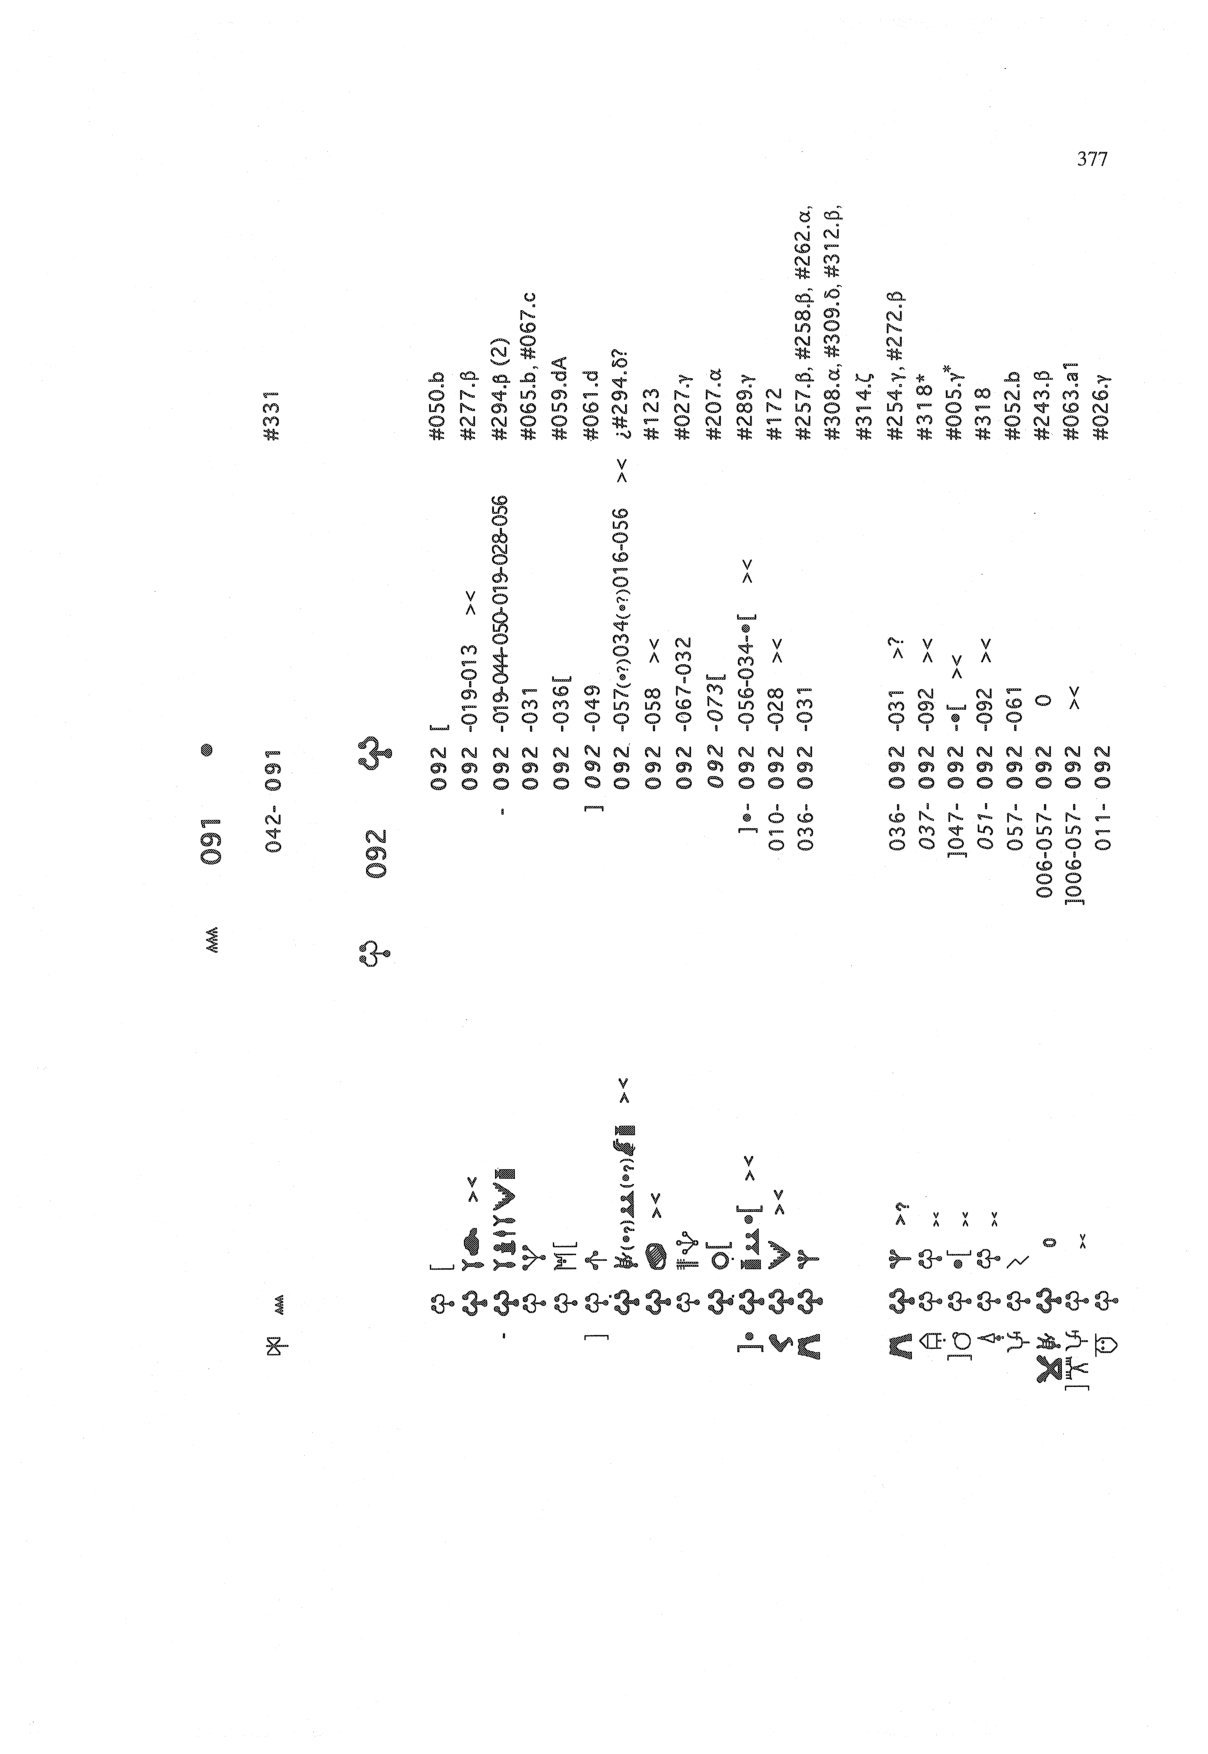 377
091 •
042- 091 #331
092
092 [ #050.b
092 -019-013 >< #277.β
- 092 -019-044-050-019-028-056 #294.β (2)
092 -031 #065.b, #067.c
092 -036[ #059.dA
] 092 -049 #061.d
092 -057(•?)034(•?)016-056 >< ¿#294.δ?
092 -058 >< #123
092 -067-032 #027.γ
092 -073[ #207.α
]•- 092 -056-034-•[ >< #289.γ
010- 092 -028 >< #172
036- 092 -031 #257.β, #258.β, #262.α,
#308.α, #309.δ, #312.β,
#314.ζ
036- 092 -031 >? #254.γ, #272.β
037- 092 -092 >< #318*
]047- 092 -•[ >< #005.γ*
051- 092 -092 >< #318
057- 092 -061 #052.b
006-057- 092 0 #243.β
]006-057- 092 >< #063.a1
011- 092 #026.γ